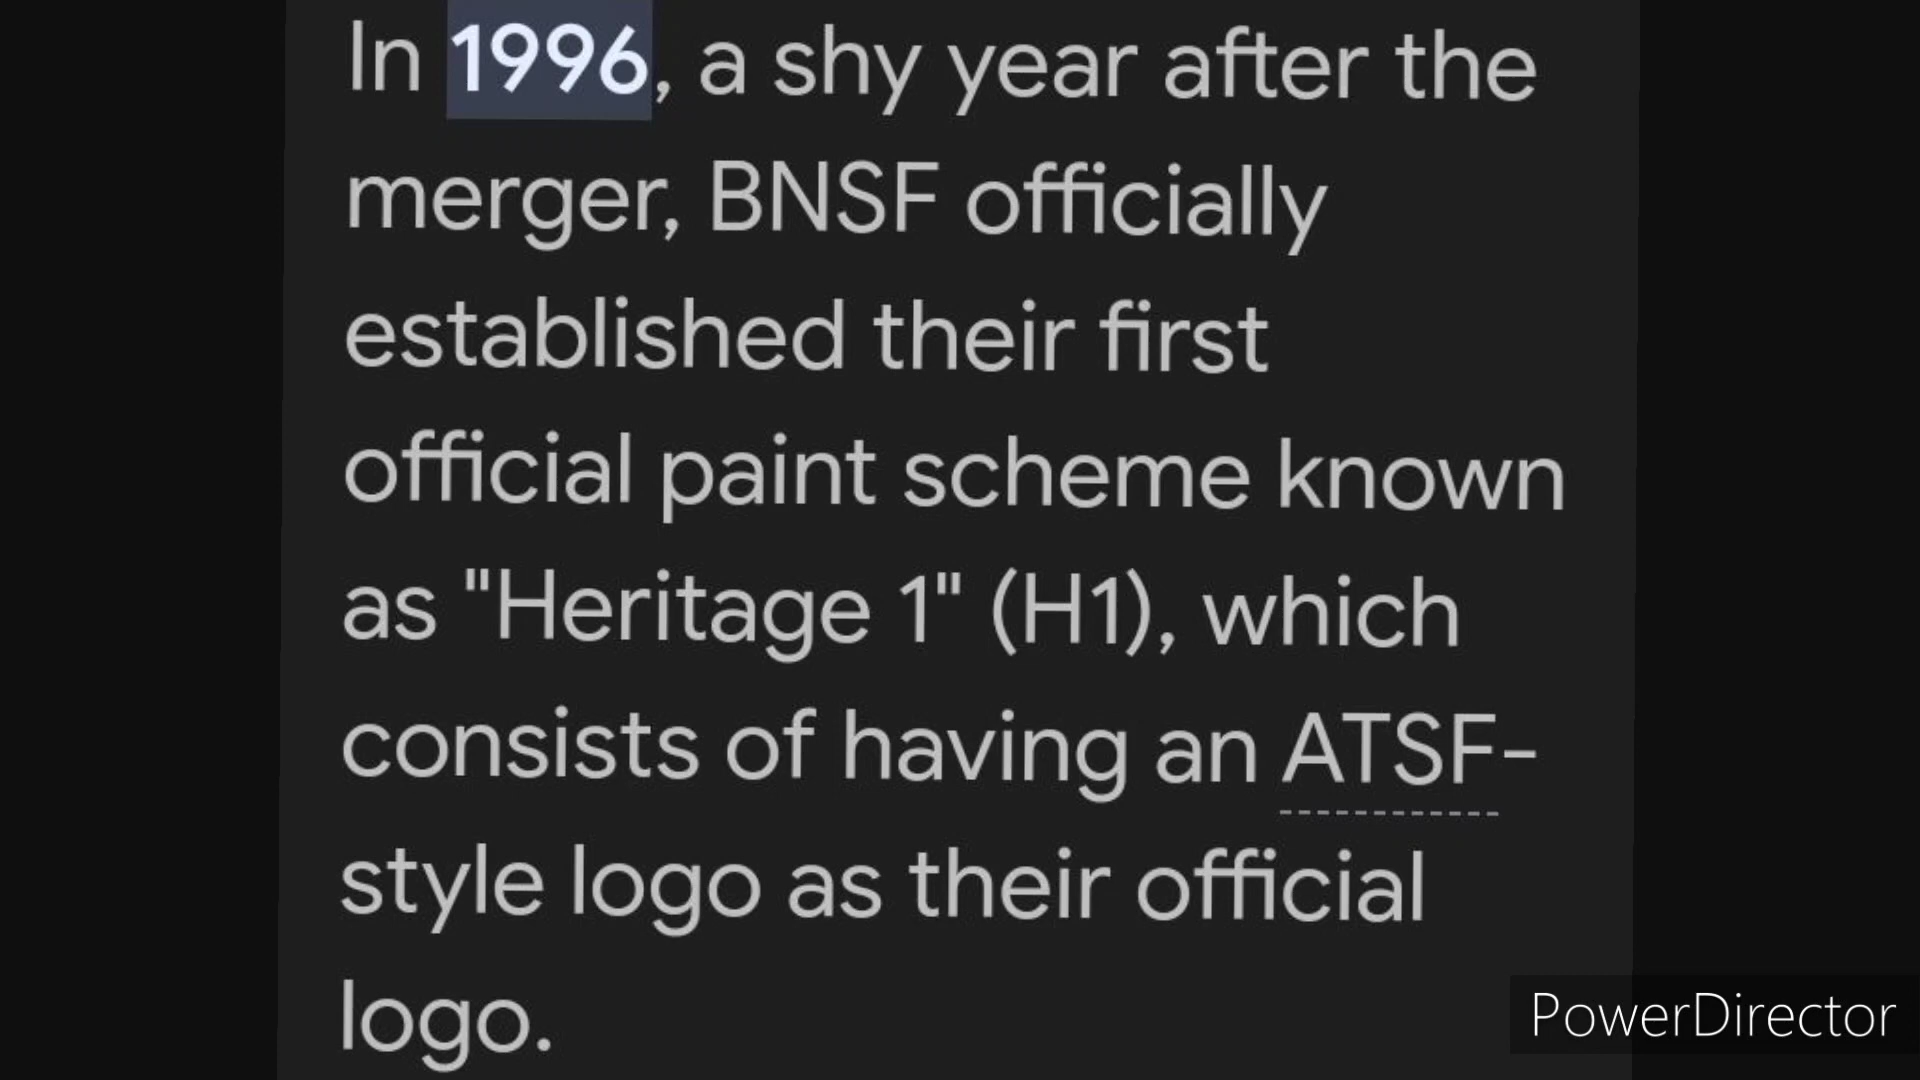 In 1996, a shy year after the
merger, BNSF officially
established their first
official paint scheme known
as "Heritage 1" (H1), which
consists of having an ATSF-
style logo as their official
logo.
PowerDirector